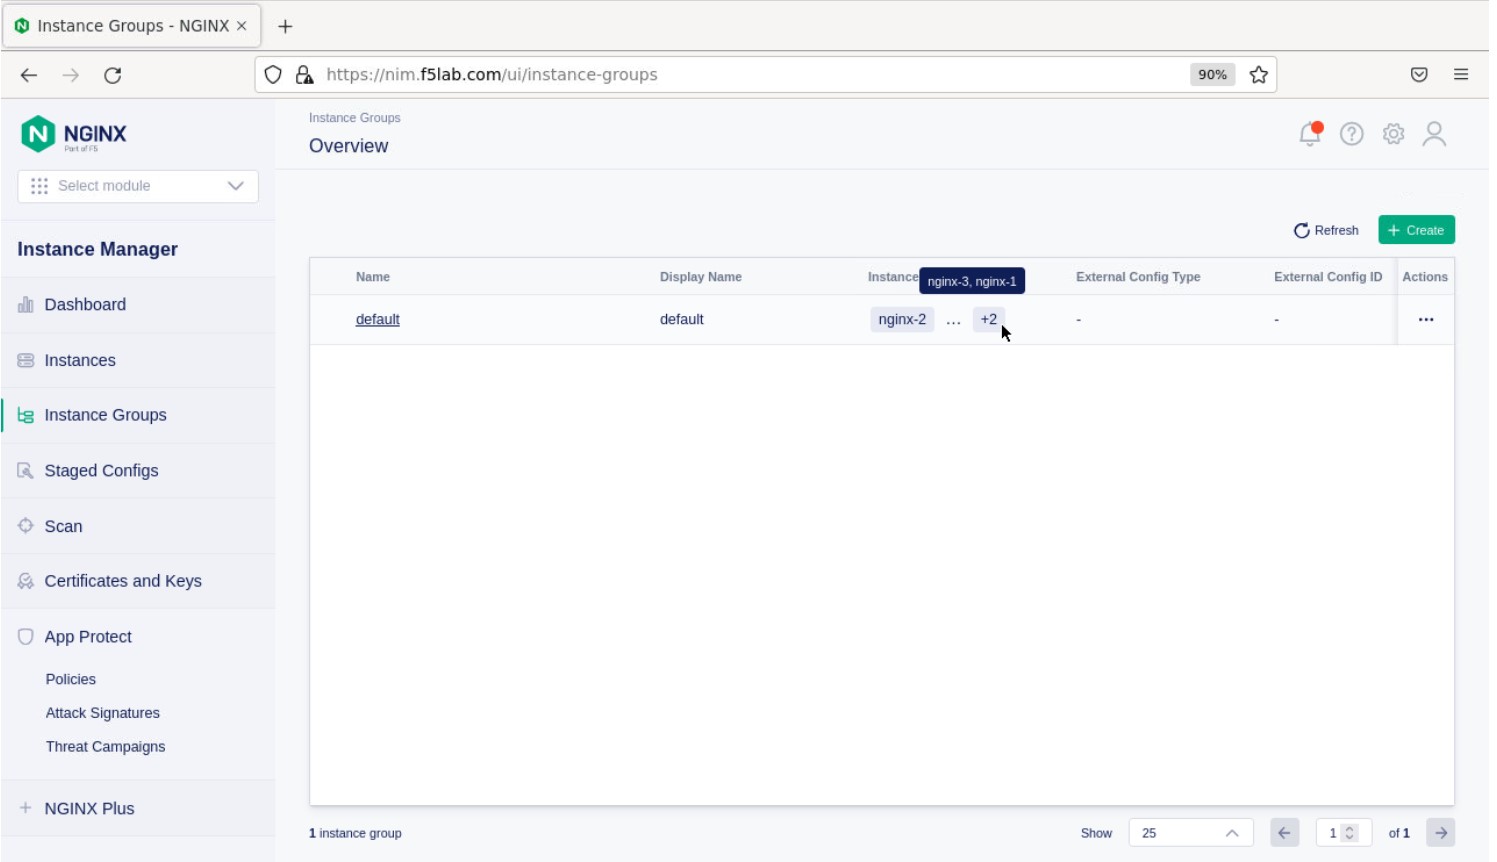 Instance Groups - NGINX
https://nim.f5lab.com/ui/instance-groups
90%
NGINX
Part of F5
Select module
Instance Manager
Dashboard
Instances
Instance Groups
Staged Configs
Scan
Certificates and Keys
App Protect
Policies
Attack Signatures
Threat Campaigns
NGINX Plus
Instance Groups
Overview
Refresh
+ Create
Name Display Name Instance External Config Type External Config ID Actions
nginx-3, nginx-1
default default nginx-2 ... +2 - - ...
1 instance group
Show 25 1 of 1